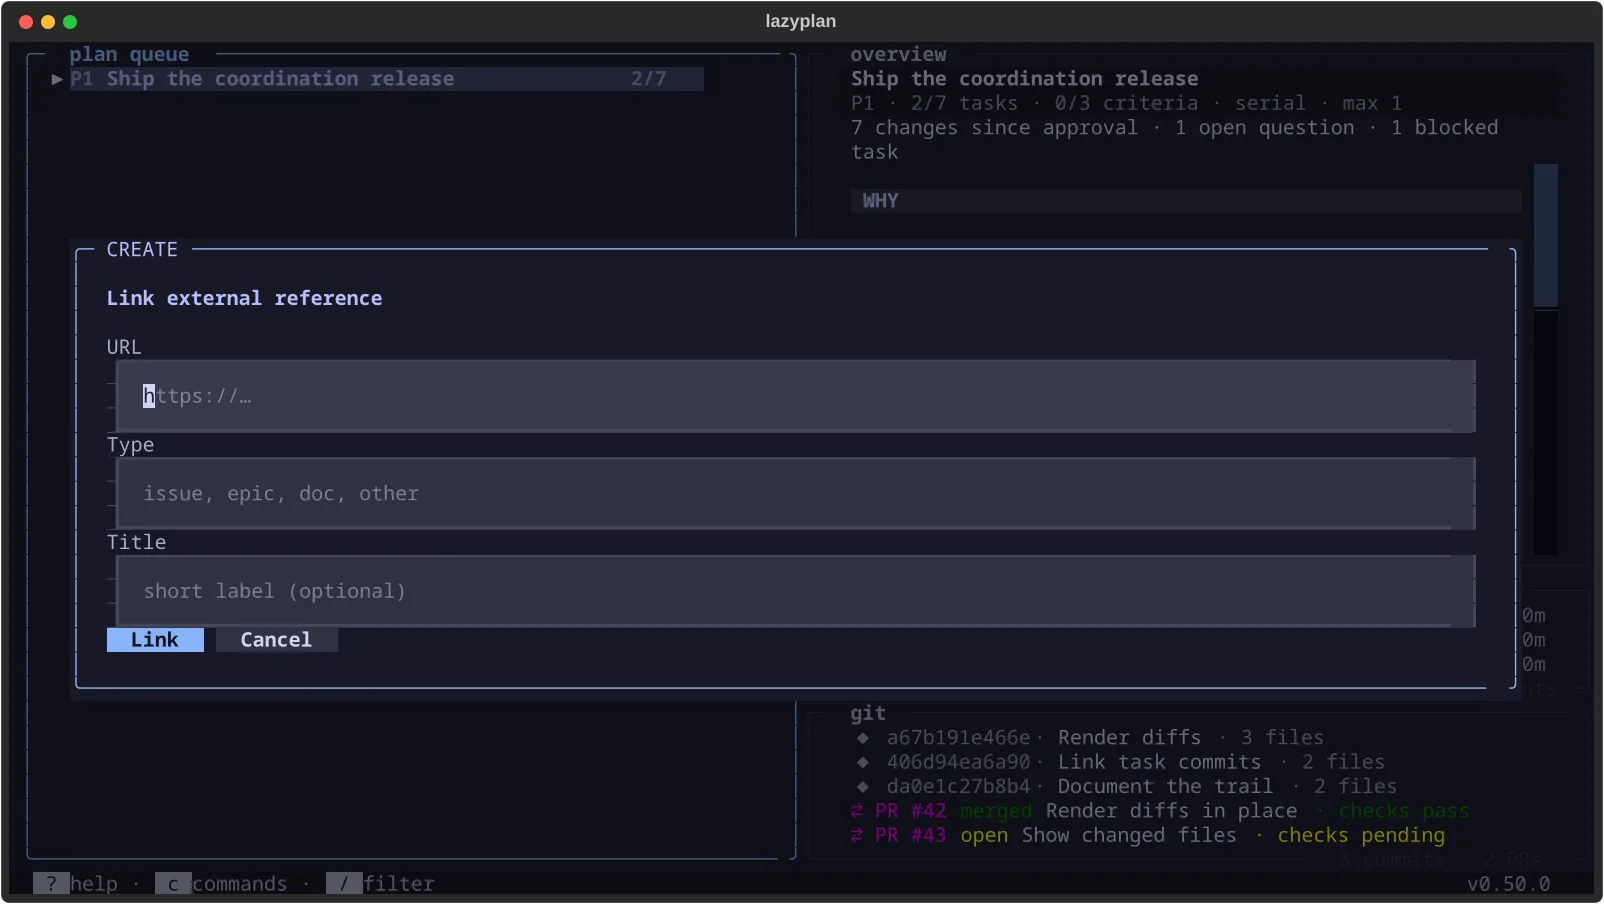 lazyplan
plan queue
▶ P1 Ship the coordination release 2/7
overview
Ship the coordination release
P1 · 2/7 tasks · 0/3 criteria · serial · max 1
7 changes since approval · 1 open question · 1 blocked
task
WHY
CREATE
Link external reference
URL
https://…
Type
issue, epic, doc, other
Title
short label (optional)
Link Cancel
0m
0m
0m
nts
git
◆ a67b191e466e · Render diffs · 3 files
◆ 406d94ea6a90 · Link task commits · 2 files
◆ da0e1c27b8b4 · Document the trail · 2 files
⇄ PR #42 merged Render diffs in place · checks pass
⇄ PR #43 open Show changed files · checks pending
3 commits · 2 PRs
? help · c commands · / filter
v0.50.0